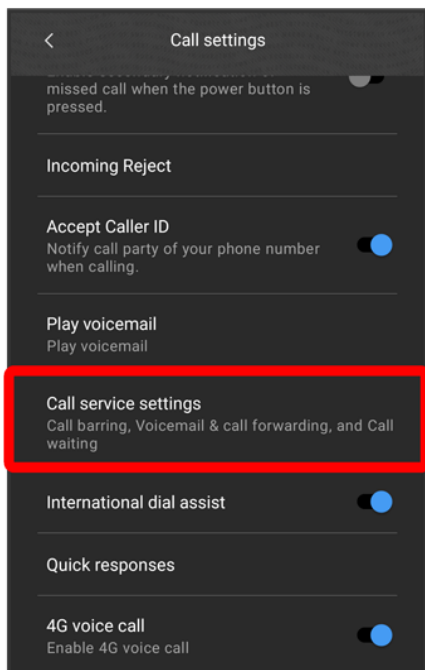 Call settings
missed call when the power button is
pressed.
Incoming Reject
Accept Caller ID
Notify call party of your phone number
when calling.
Play voicemail
Play voicemail
Call service settings
Call barring, Voicemail & call forwarding, and Call
waiting
International dial assist
Quick responses
4G voice call
Enable 4G voice call